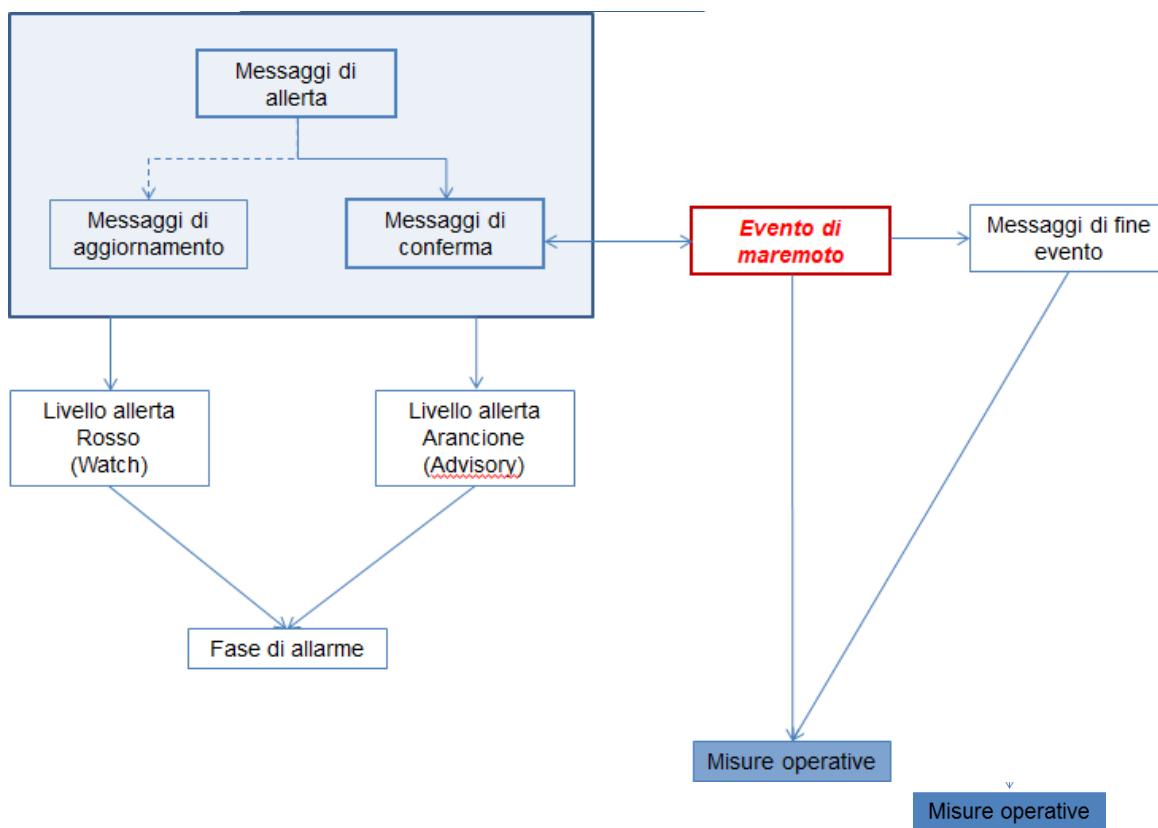 Messaggi di
allerta
Messaggi di
aggiornamento
Messaggi di
conferma
Evento di
maremoto
Messaggi di fine
evento
Livello allerta
Rosso
(Watch)
Livello allerta
Arancione
(Advisory)
Fase di allarme
Misure operative
Misure operative